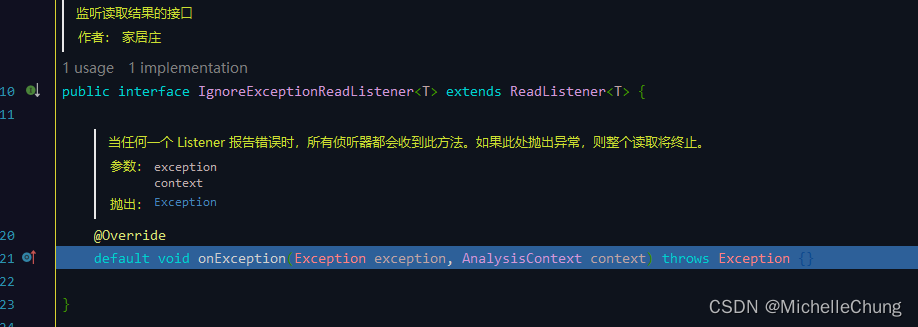 监听读取结果的接口
作者： 家居庄
1 usage   1 implementation
10 public interface IgnoreExceptionReadListener<T> extends ReadListener<T> {
11
当任何一个 Listener 报告错误时，所有侦听器都会收到此方法。如果此处抛出异常，则整个读取将终止。
参数： exception
context
抛出： Exception
20 @Override
21 default void onException(Exception exception, AnalysisContext context) throws Exception {}
22
23 }
24
CSDN @MichelleChung